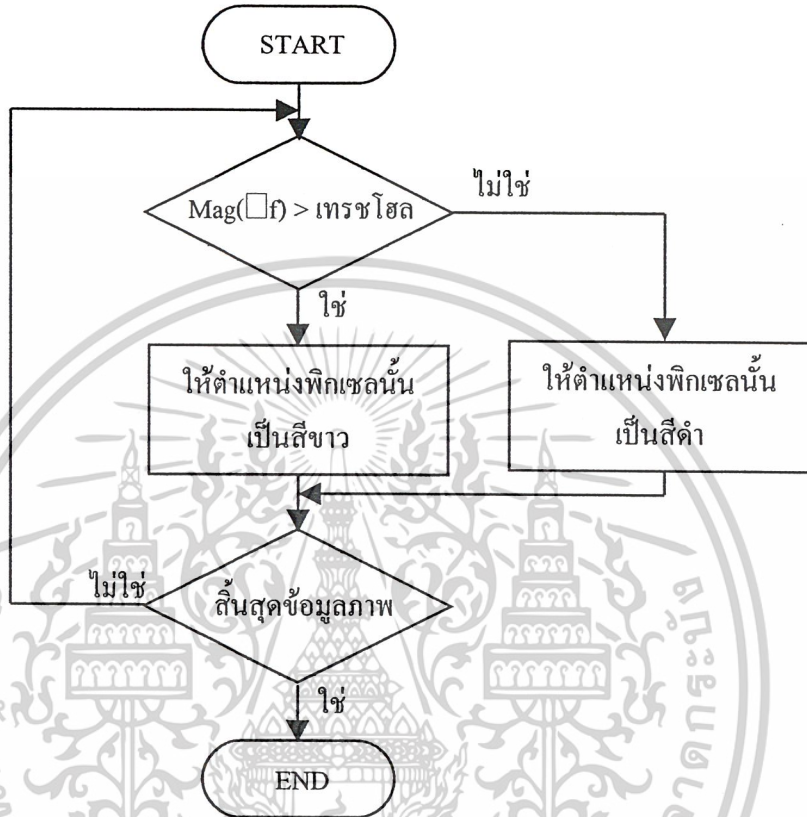 START
Mag(□f) > เทรชโฮล
ไม่ใช่
ใช่
ให้ตำแหน่งพิกเซลนั้น
เป็นสีขาว
ให้ตำแหน่งพิกเซลนั้น
เป็นสีดำ
ไม่ใช่
สิ้นสุดข้อมูลภาพ
ใช่
END